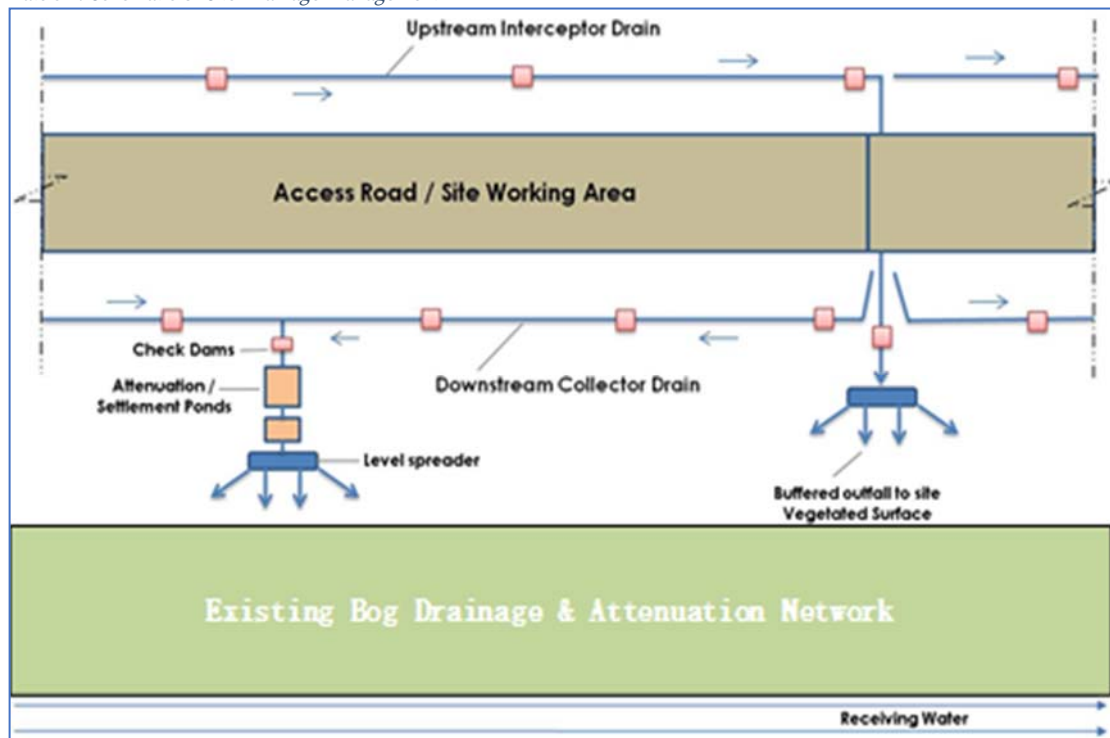 Upstream Interceptor Drain
Access Road / Site Working Area
Check Dams
Attenuation /
Settlement Ponds
Downstream Collector Drain
Level spreader
Buffered outfall to site
Vegetated Surface
Existing Bog Drainage & Attenuation Network
Receiving Water